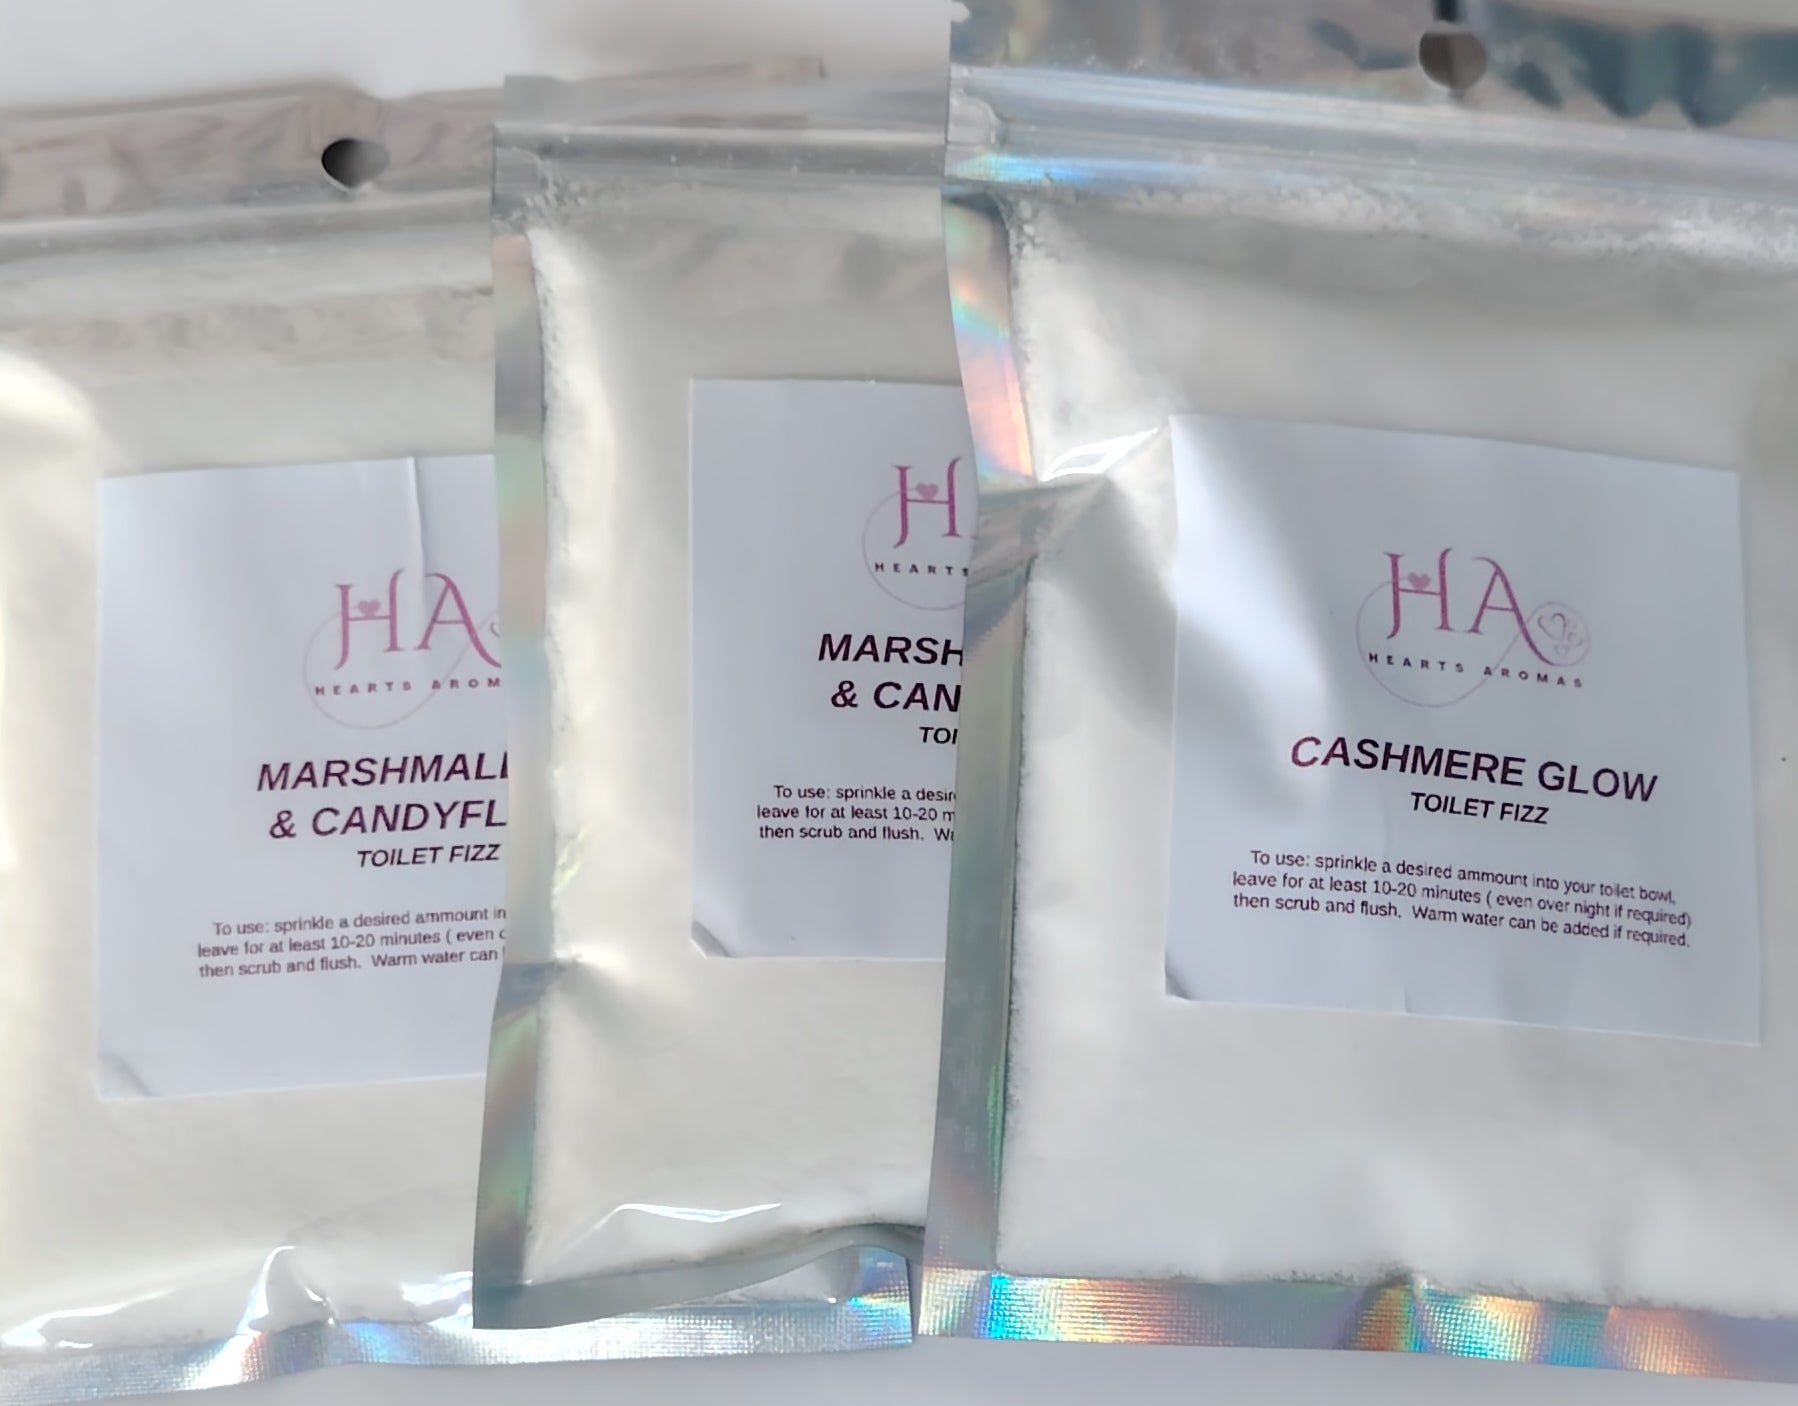 HA
HEARTS AROM
MARSHMALL
& CANDYFL
TOILET FIZZ
To use: sprinkle a desired ammount in
leave for at least 10-20 minutes ( even o
then scrub and flush. Warm water can
H
HEARTS
MARSH
& CAN
TOI
To use: sprinkle a desir
leave for at least 10-20 m
then scrub and flush. Wa
HA
HEARTS AROMAS
CASHMERE GLOW
TOILET FIZZ
To use: sprinkle a desired ammount into your toilet bowl,
leave for at least 10-20 minutes ( even over night if required)
then scrub and flush. Warm water can be added if required.